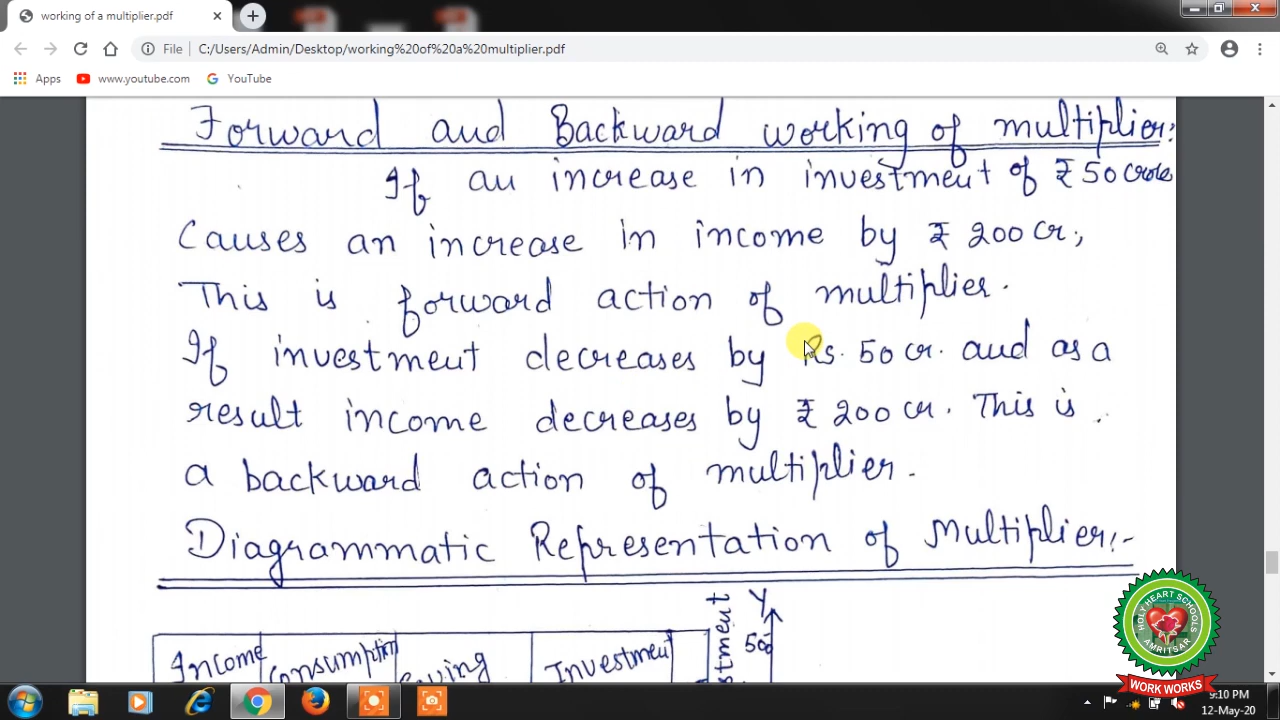 working of a multiplier.pdf
File C:/Users/Admin/Desktop/working%20of%20a%20multiplier.pdf
Apps www.youtube.com YouTube
Forward and Backward working of multiplier:
If an increase in investment of ₹ 50 crore
Causes an increase in income by ₹ 200 cr,
This is forward action of multiplier.
If investment decreases by Rs. 50 cr. and as a
result income decreases by ₹ 200 cr. This is
a backward action of multiplier.
Diagrammatic Representation of Multiplier:-
Income Consumption Saving Investment
Y
500
HOLY HEART SCHOOLS
AMRITSAR
WORK WORKS
9:10 PM
12-May-20